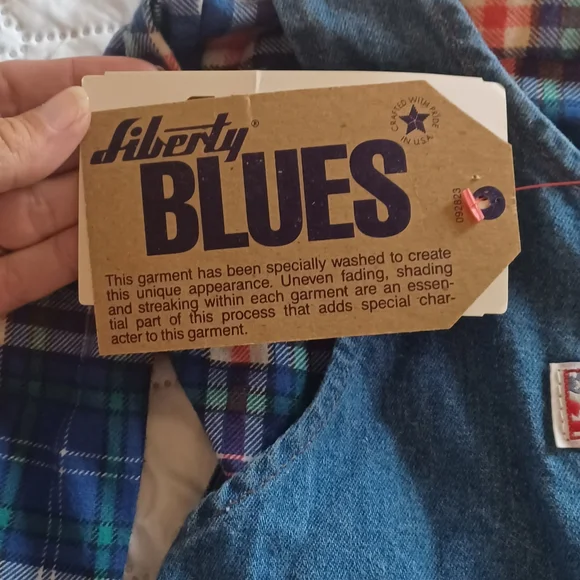 Liberty®
BLUES
CRAFTED WITH PRIDE
IN U.S.A.
092823
This garment has been specially washed to create
this unique appearance. Uneven fading, shading
and streaking within each garment are an essen-
tial part of this process that adds special char-
acter to this garment.